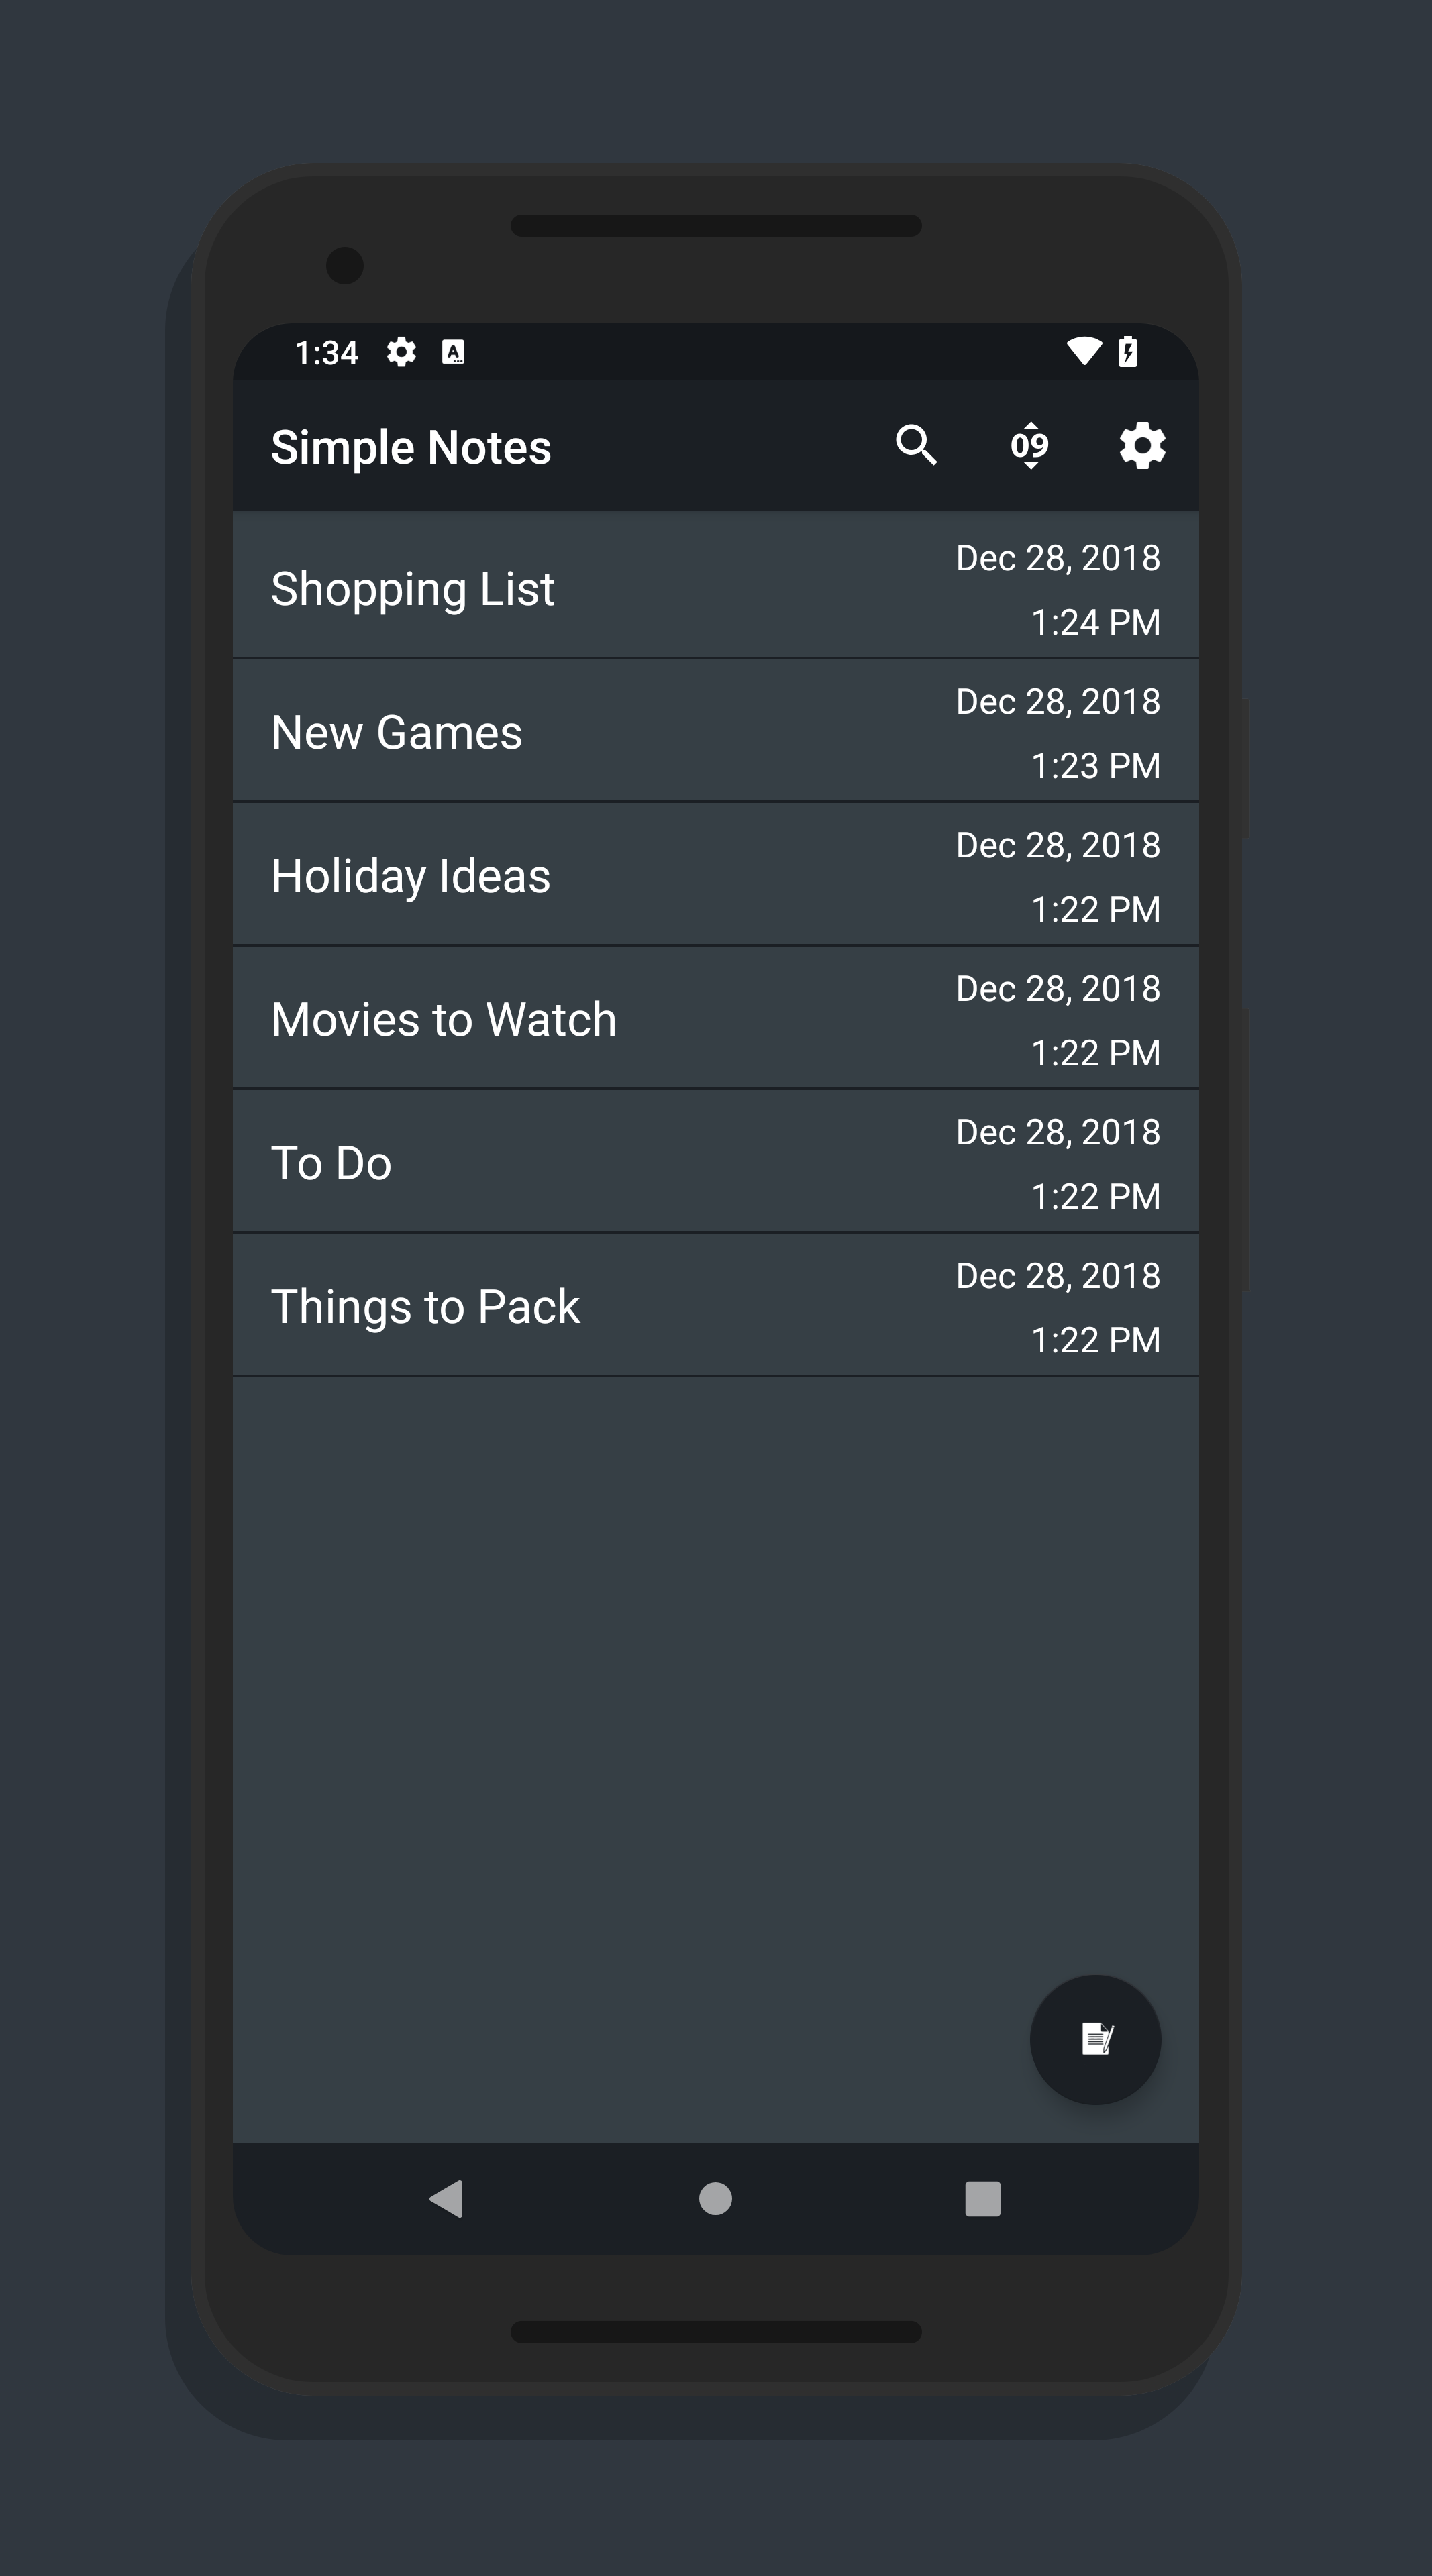 1:34
Simple Notes
09
Shopping List
Dec 28, 2018
1:24 PM
New Games
Dec 28, 2018
1:23 PM
Holiday Ideas
Dec 28, 2018
1:22 PM
Movies to Watch
Dec 28, 2018
1:22 PM
To Do
Dec 28, 2018
1:22 PM
Things to Pack
Dec 28, 2018
1:22 PM